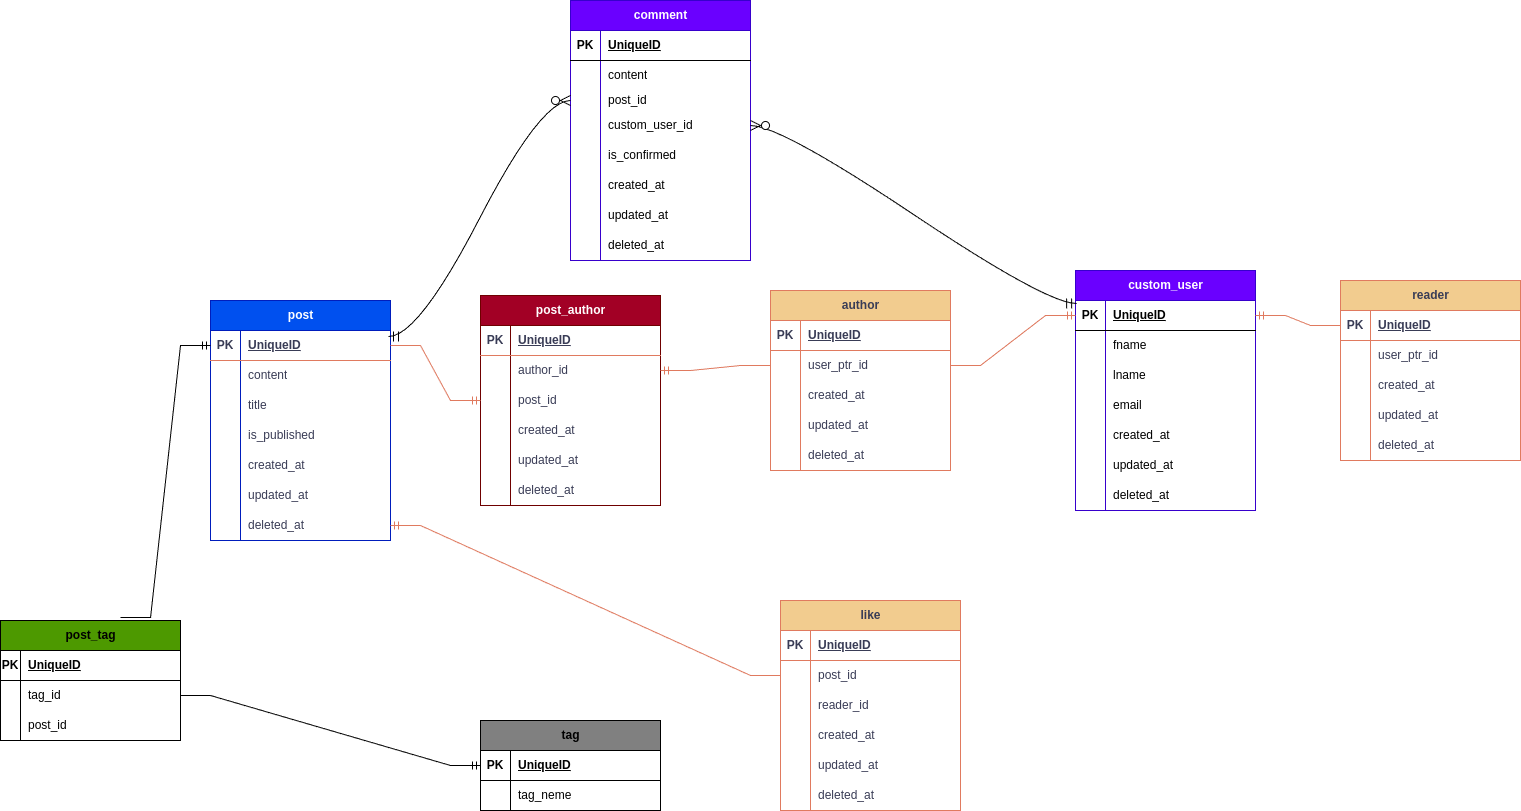 comment
PK UniqueID
content
post_id
custom_user_id
is_confirmed
created_at
updated_at
deleted_at
post
PK UniqueID
content
title
is_published
created_at
updated_at
deleted_at
post_author
PK UniqueID
author_id
post_id
created_at
updated_at
deleted_at
author
PK UniqueID
user_ptr_id
created_at
updated_at
deleted_at
custom_user
PK UniqueID
fname
lname
email
created_at
updated_at
deleted_at
reader
PK UniqueID
user_ptr_id
created_at
updated_at
deleted_at
post_tag
PK UniqueID
tag_id
post_id
tag
PK UniqueID
tag_neme
like
PK UniqueID
post_id
reader_id
created_at
updated_at
deleted_at